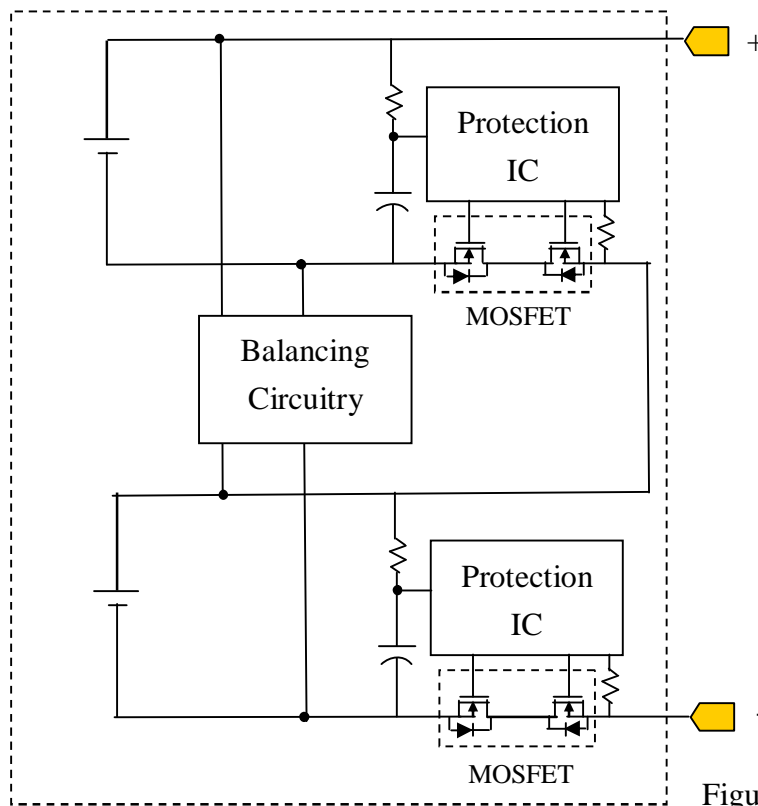 +
Protection
IC
MOSFET
Balancing
Circuitry
Protection
IC
MOSFET